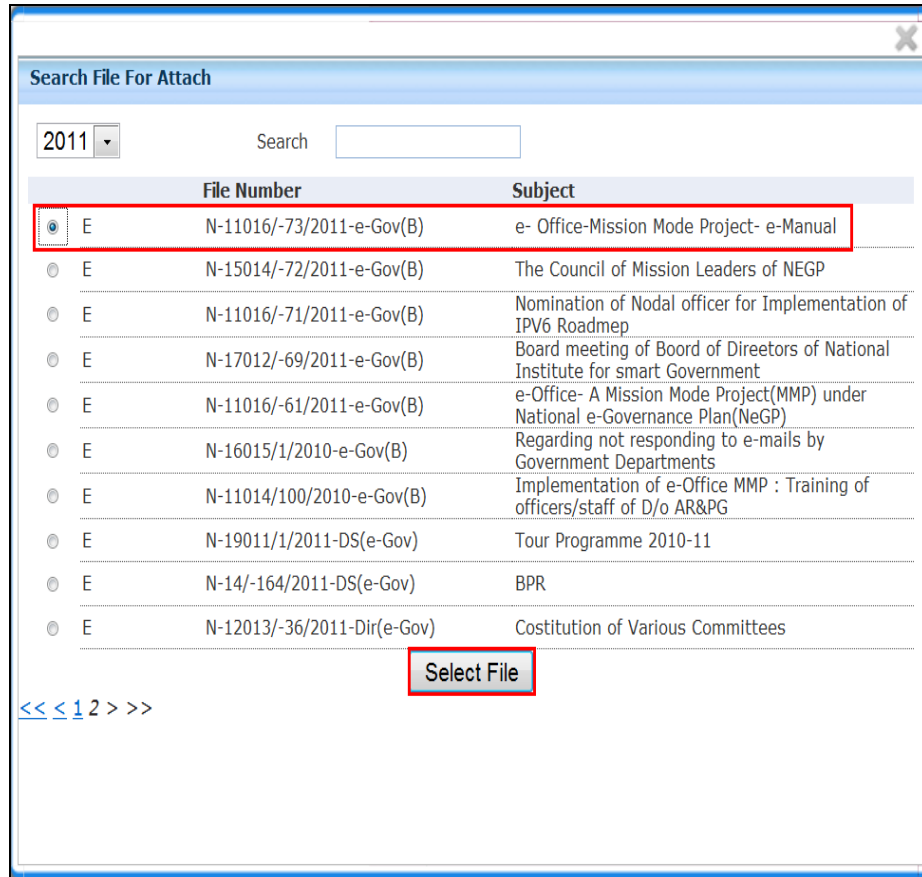 Search File For Attach
2011 Search
File Number Subject
E N-11016/-73/2011-e-Gov(B) e- Office-Mission Mode Project- e-Manual
E N-15014/-72/2011-e-Gov(B) The Council of Mission Leaders of NEGP
E N-11016/-71/2011-e-Gov(B) Nomination of Nodal officer for Implementation of
IPV6 Roadmep
E N-17012/-69/2011-e-Gov(B) Board meeting of Boord of Direetors of National
Institute for smart Government
E N-11016/-61/2011-e-Gov(B) e-Office- A Mission Mode Project(MMP) under
National e-Governance Plan(NeGP)
E N-16015/1/2010-e-Gov(B) Regarding not responding to e-mails by
Government Departments
E N-11014/100/2010-e-Gov(B) Implementation of e-Office MMP : Training of
officers/staff of D/o AR&PG
E N-19011/1/2011-DS(e-Gov) Tour Programme 2010-11
E N-14/-164/2011-DS(e-Gov) BPR
E N-12013/-36/2011-Dir(e-Gov) Costitution of Various Committees
Select File
<< < 1 2 > >>